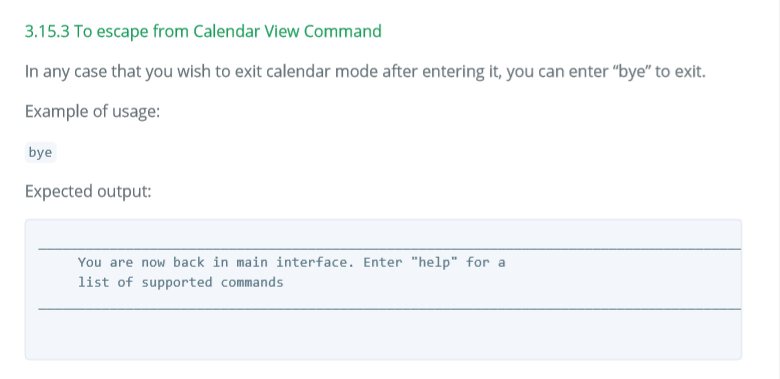 3.15.3 To escape from Calendar View Command
In any case that you wish to exit calendar mode after entering it, you can enter “bye” to exit.
Example of usage:
bye
Expected output:
You are now back in main interface. Enter "help" for a
list of supported commands